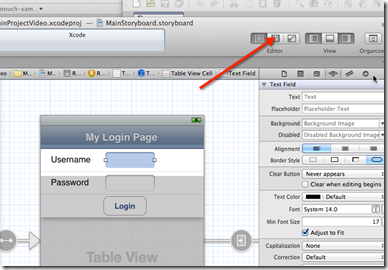 ntouch-sam...
inProjectVideo.xcodeproj
MainStoryboard.storyboard
Xcode
Editor
View
Organize
M...
M...
Table View Cell
Text Field
Text Field
Text Text
Placeholder Placeholder Text
Background Background Image
Disabled Disabled Background Imag
Alignment
Border Style
Clear Button Never appears
Clear when editing begins
Text Color Default
Font System 14.0
Min Font Size 17
Adjust to Fit
Capitalization None
Correction Default
My Login Page
Username
Password
Login
Table View